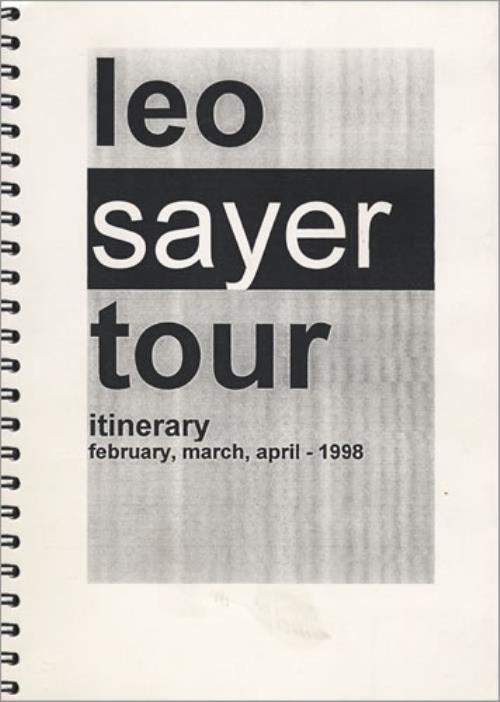 leo
sayer
tour
itinerary
february, march, april - 1998